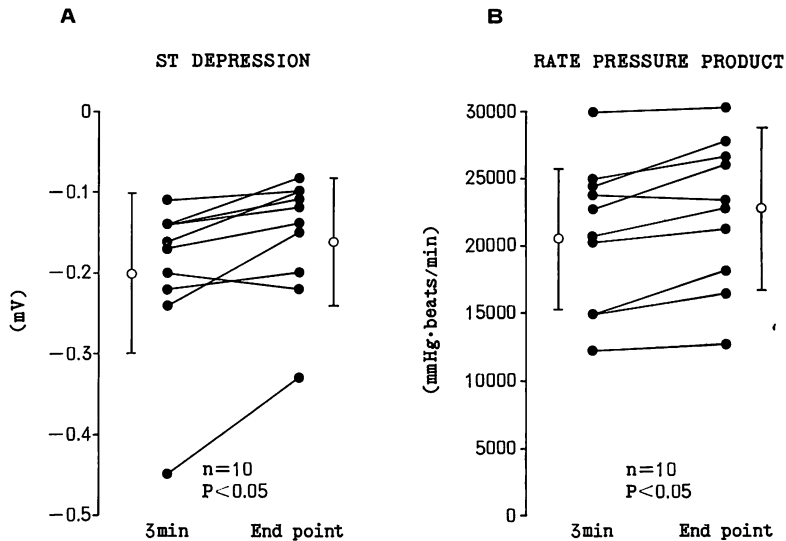 A
ST DEPRESSION
0
−0.1
−0.2
−0.3
−0.4
−0.5
(mV)
n=10
P<0.05
3min End point
B
RATE PRESSURE PRODUCT
30000
25000
20000
15000
10000
5000
0
(mmHg·beats/min)
n=10
P<0.05
3min End point